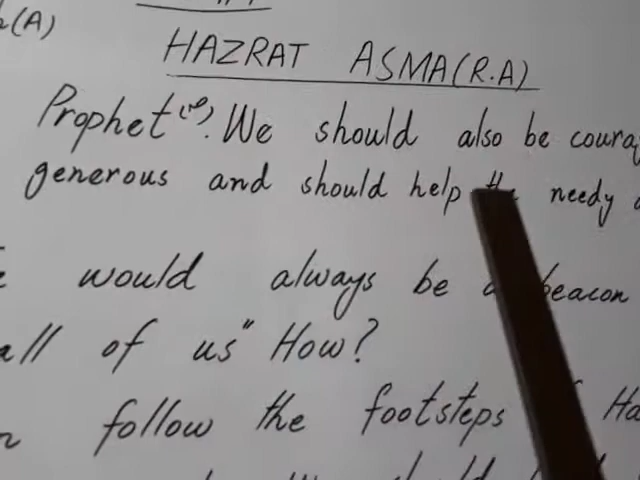 (A)
HAZRAT ASMA(R.A)
Prophet . We should also be
generous and should help needy
would always be a beacon
all of us" How?
follow the footsteps